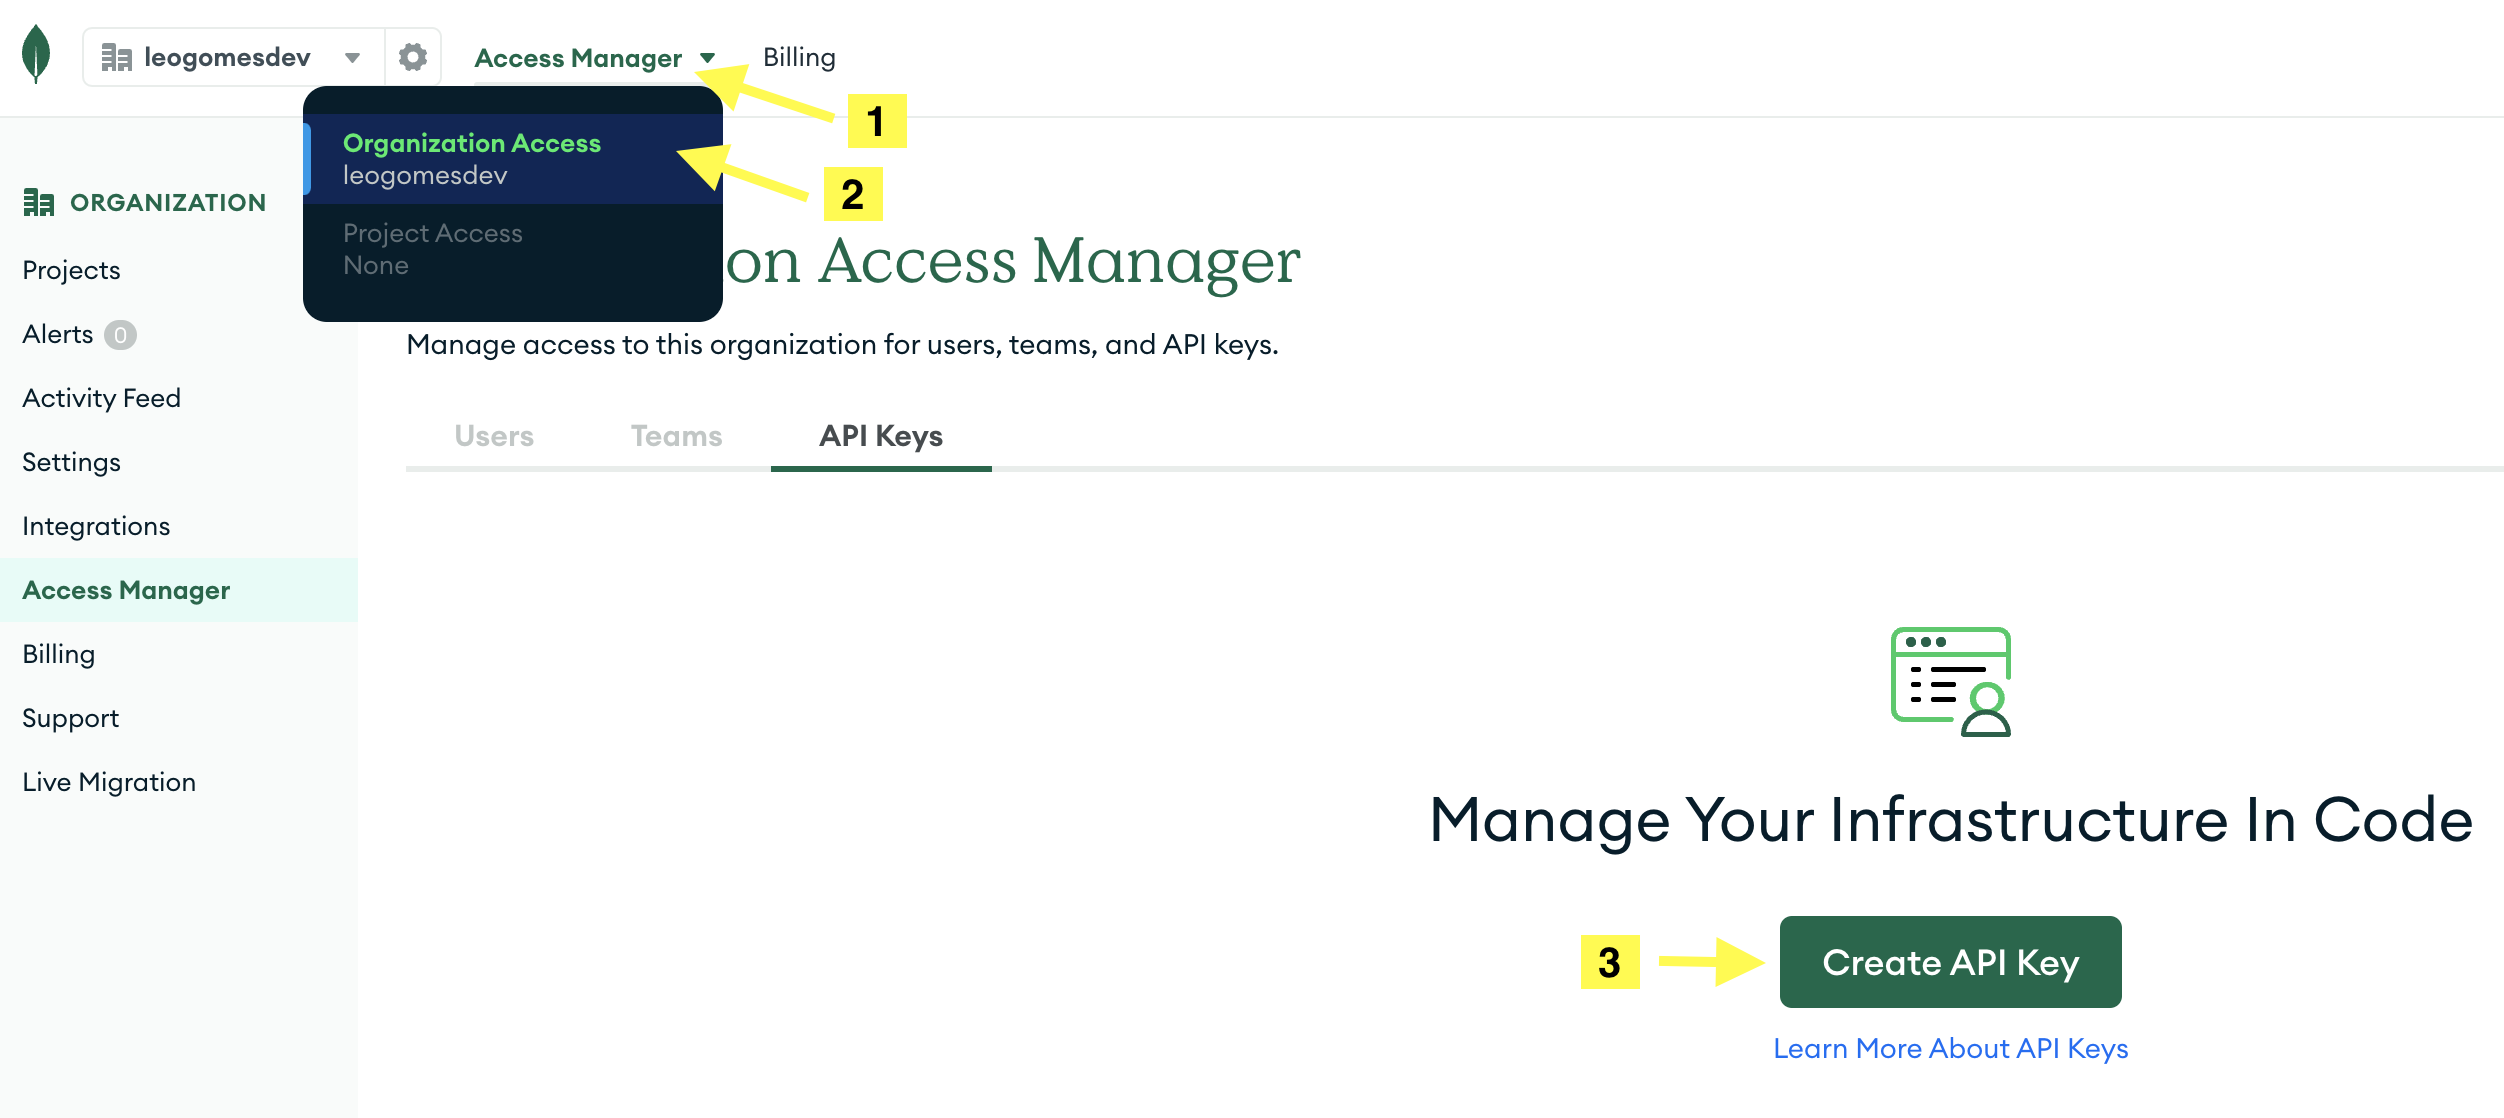 leogomesdev
Access Manager
Billing
1
Organization Access
leogomesdev
2
Project Access
None
ORGANIZATION
Projects
Alerts 0
Activity Feed
Settings
Integrations
Access Manager
Billing
Support
Live Migration
on Access Manager
Manage access to this organization for users, teams, and API keys.
Users
Teams
API Keys
Manage Your Infrastructure In Code
3
Create API Key
Learn More About API Keys